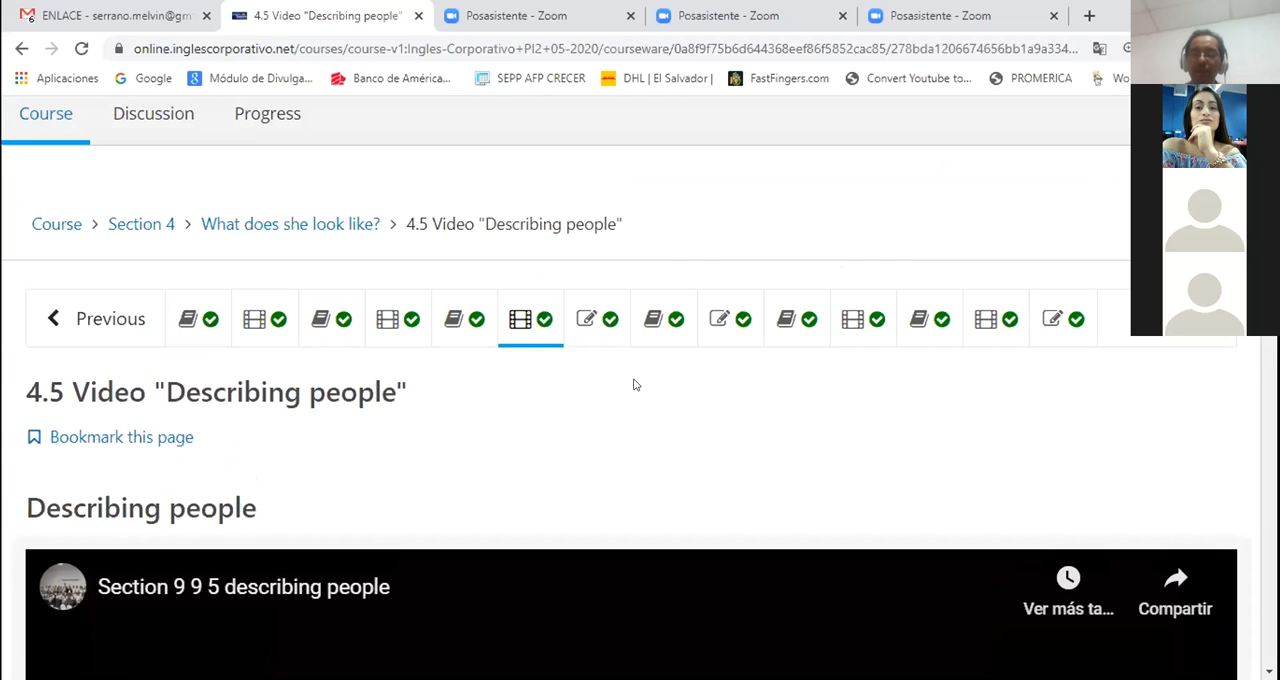 ENLACE - serrano.melvin@gm
4.5 Video "Describing people"
Posasistente - Zoom
Posasistente - Zoom
Posasistente - Zoom
online.inglescorporativo.net/courses/course-v1:Ingles-Corporativo+PI2+05-2020/courseware/0a8f9f75b6d644368eef86f5852cac85/278bda1206674656bb1a9a334...
Aplicaciones
Google
Módulo de Divulga...
Banco de América...
SEPP AFP CRECER
DHL | El Salvador |
FastFingers.com
Convert Youtube to...
PROMERICA
Wo
Course
Discussion
Progress
Course > Section 4 > What does she look like? > 4.5 Video "Describing people"
Previous
4.5 Video "Describing people"
Bookmark this page
Describing people
Section 9 9 5 describing people
Ver más ta...
Compartir